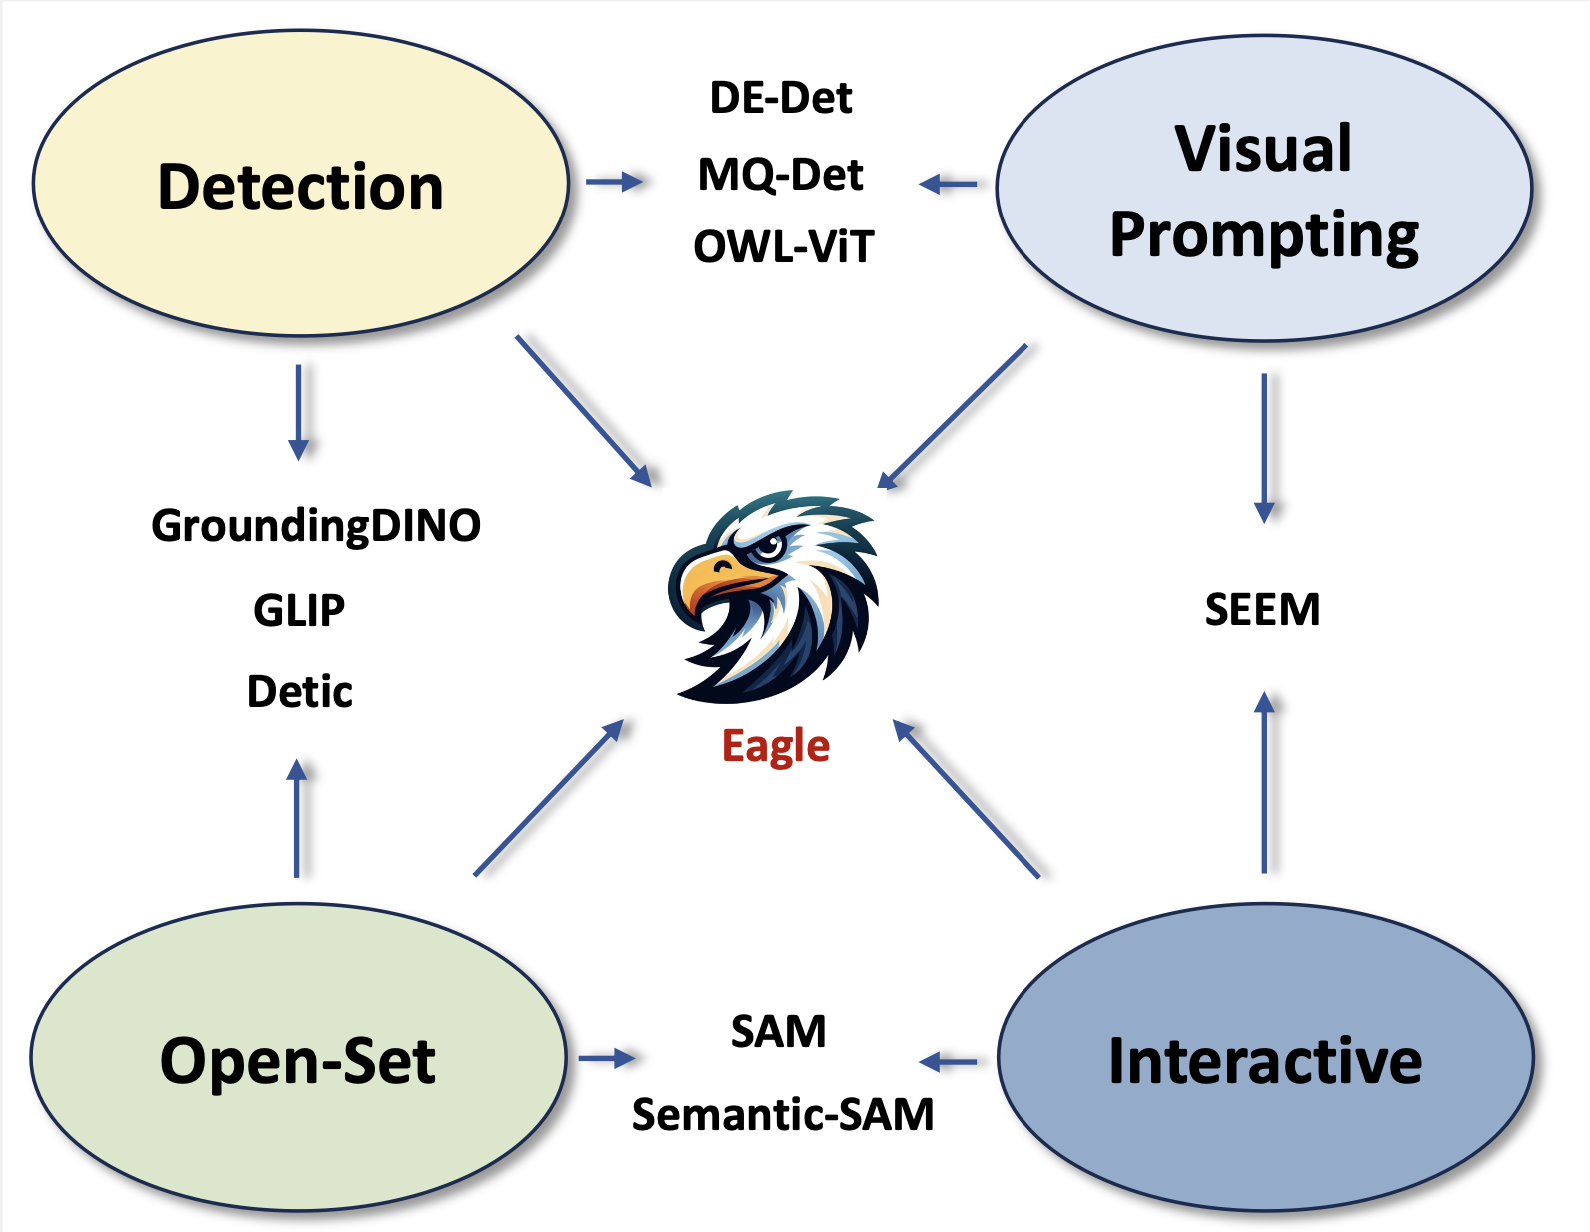 Detection
DE-Det
MQ-Det
OWL-ViT
Visual
Prompting
GroundingDINO
GLIP
Detic
Eagle
SEEM
Open-Set
SAM
Semantic-SAM
Interactive